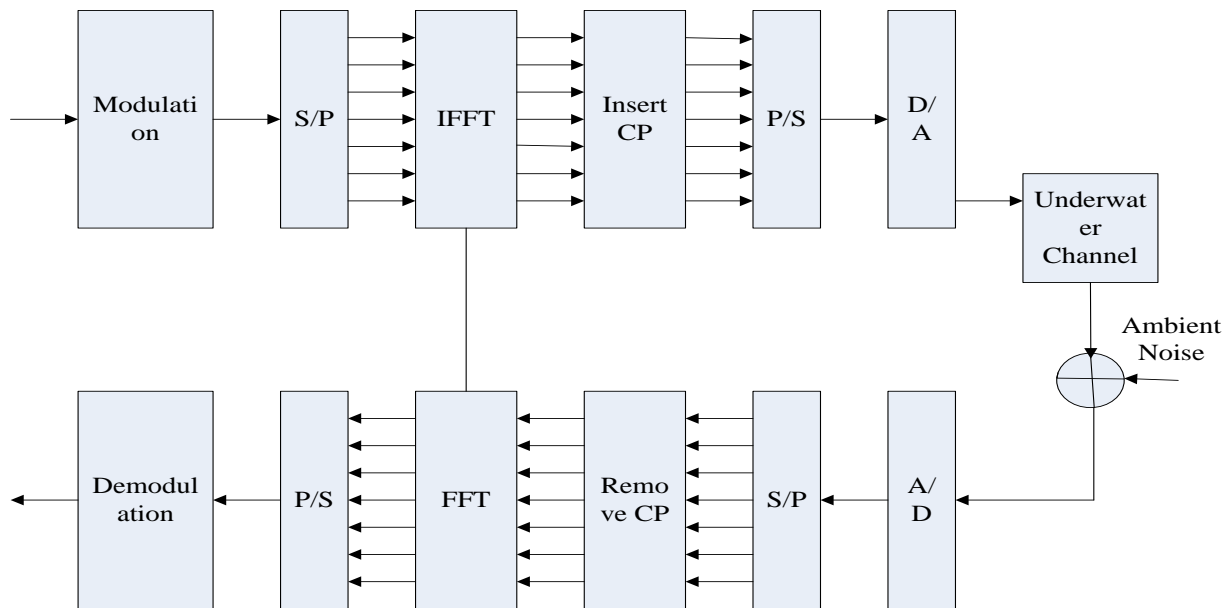 Modulati
on
S/P
IFFT
Insert
CP
P/S
D/
A
Underwat
er
Channel
Ambient
Noise
Demodul
ation
P/S
FFT
Remo
ve CP
S/P
A/
D